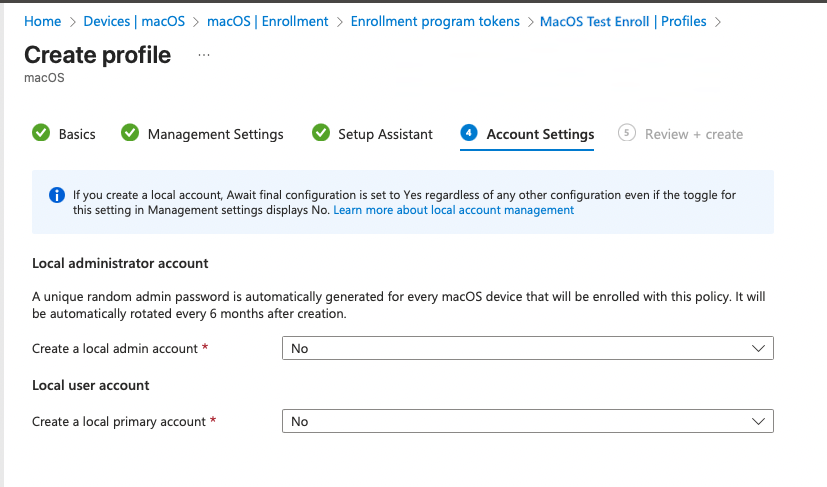 Home > Devices | macOS > macOS | Enrollment > Enrollment program tokens > MacOS Test Enroll | Profiles >
Create profile ...
macOS
Basics Management Settings Setup Assistant 4 Account Settings 5 Review + create
If you create a local account, Await final configuration is set to Yes regardless of any other configuration even if the toggle for
this setting in Management settings displays No. Learn more about local account management
Local administrator account
A unique random admin password is automatically generated for every macOS device that will be enrolled with this policy. It will
be automatically rotated every 6 months after creation.
Create a local admin account * No
Local user account
Create a local primary account * No